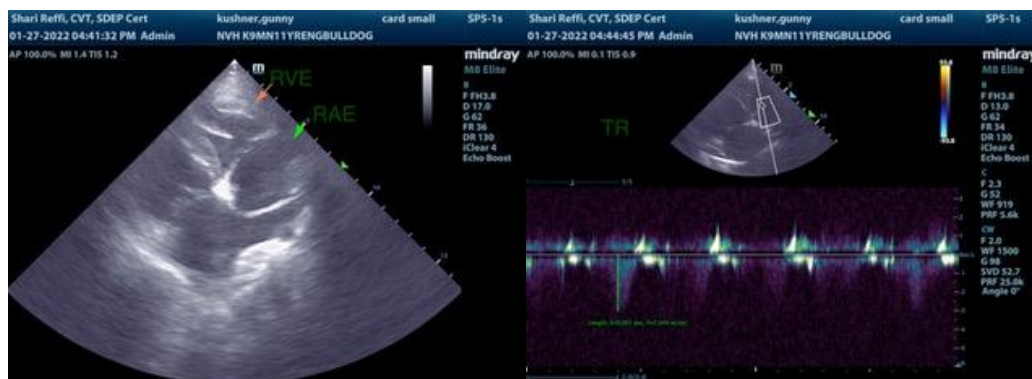 Shari Reffi, CVT, SDEP Cert kushner,gunny card small SP5-1s
01-27-2022 04:41:32 PM Admin NVH K9MN11YRENGBULLDOG
AP 100.0% MI 1.4 TIS 1.2
mindray
M8 Elite
B
F FH3.8
D 17.0
G 62
FR 36
DR 130
iClear 4
Echo Boost
RVE
RAE
10
15
Shari Reffi, CVT, SDEP Cert kushner,gunny card small SP5-1s
01-27-2022 04:44:45 PM Admin NVH K9MN11YRENGBULLDOG
AP 100.0% MI 0.1 TIS 0.9
mindray
M8 Elite
B
F FH3.8
D 13.0
G 62
FR 36
DR 130
iClear 4
Echo Boost
C
F 2.3
G 52
WF 919
PRF 5.6k
CW
F 2.0
WF 1500
G 98
SVD 52.7
PRF 25.0k
Angle 0°
TR